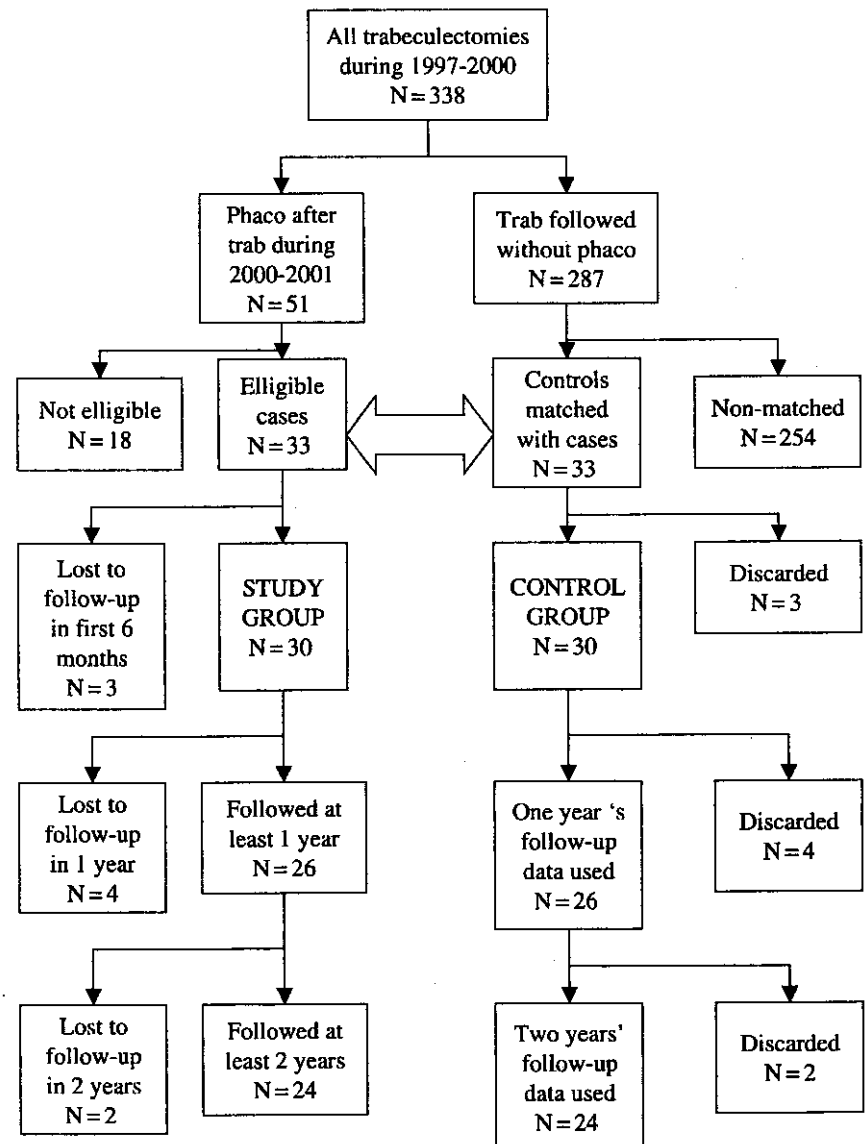 All trabeculectomies
during 1997-2000
N=338
Phaco after
trab during
2000-2001
N=51
Trab followed
without phaco
N=287
Not elligible
N=18
Elligible
cases
N=33
Controls
matched
with cases
N=33
Non-matched
N=254
Lost to
follow-up
in first 6
months
N=3
STUDY
GROUP
N=30
CONTROL
GROUP
N=30
Discarded
N=3
Lost to
follow-up
in 1 year
N=4
Followed at
least 1 year
N=26
One year ‘s
follow-up
data used
N=26
Discarded
N=4
Lost to
follow-up
in 2 years
N=2
Followed at
least 2 years
N=24
Two years’
follow-up
data used
N=24
Discarded
N=2